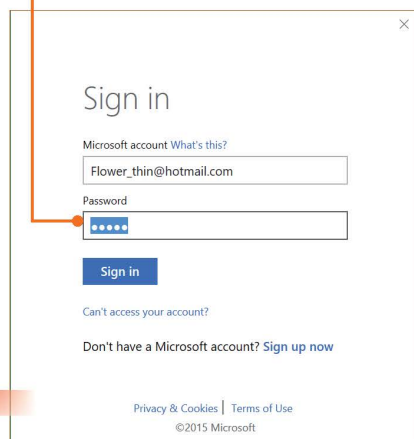 Sign in
Microsoft account What's this?
Flower_thin@hotmail.com
Password
●●●●●
Sign in
Can't access your account?
Don't have a Microsoft account? Sign up now
Privacy & Cookies | Terms of Use
©2015 Microsoft